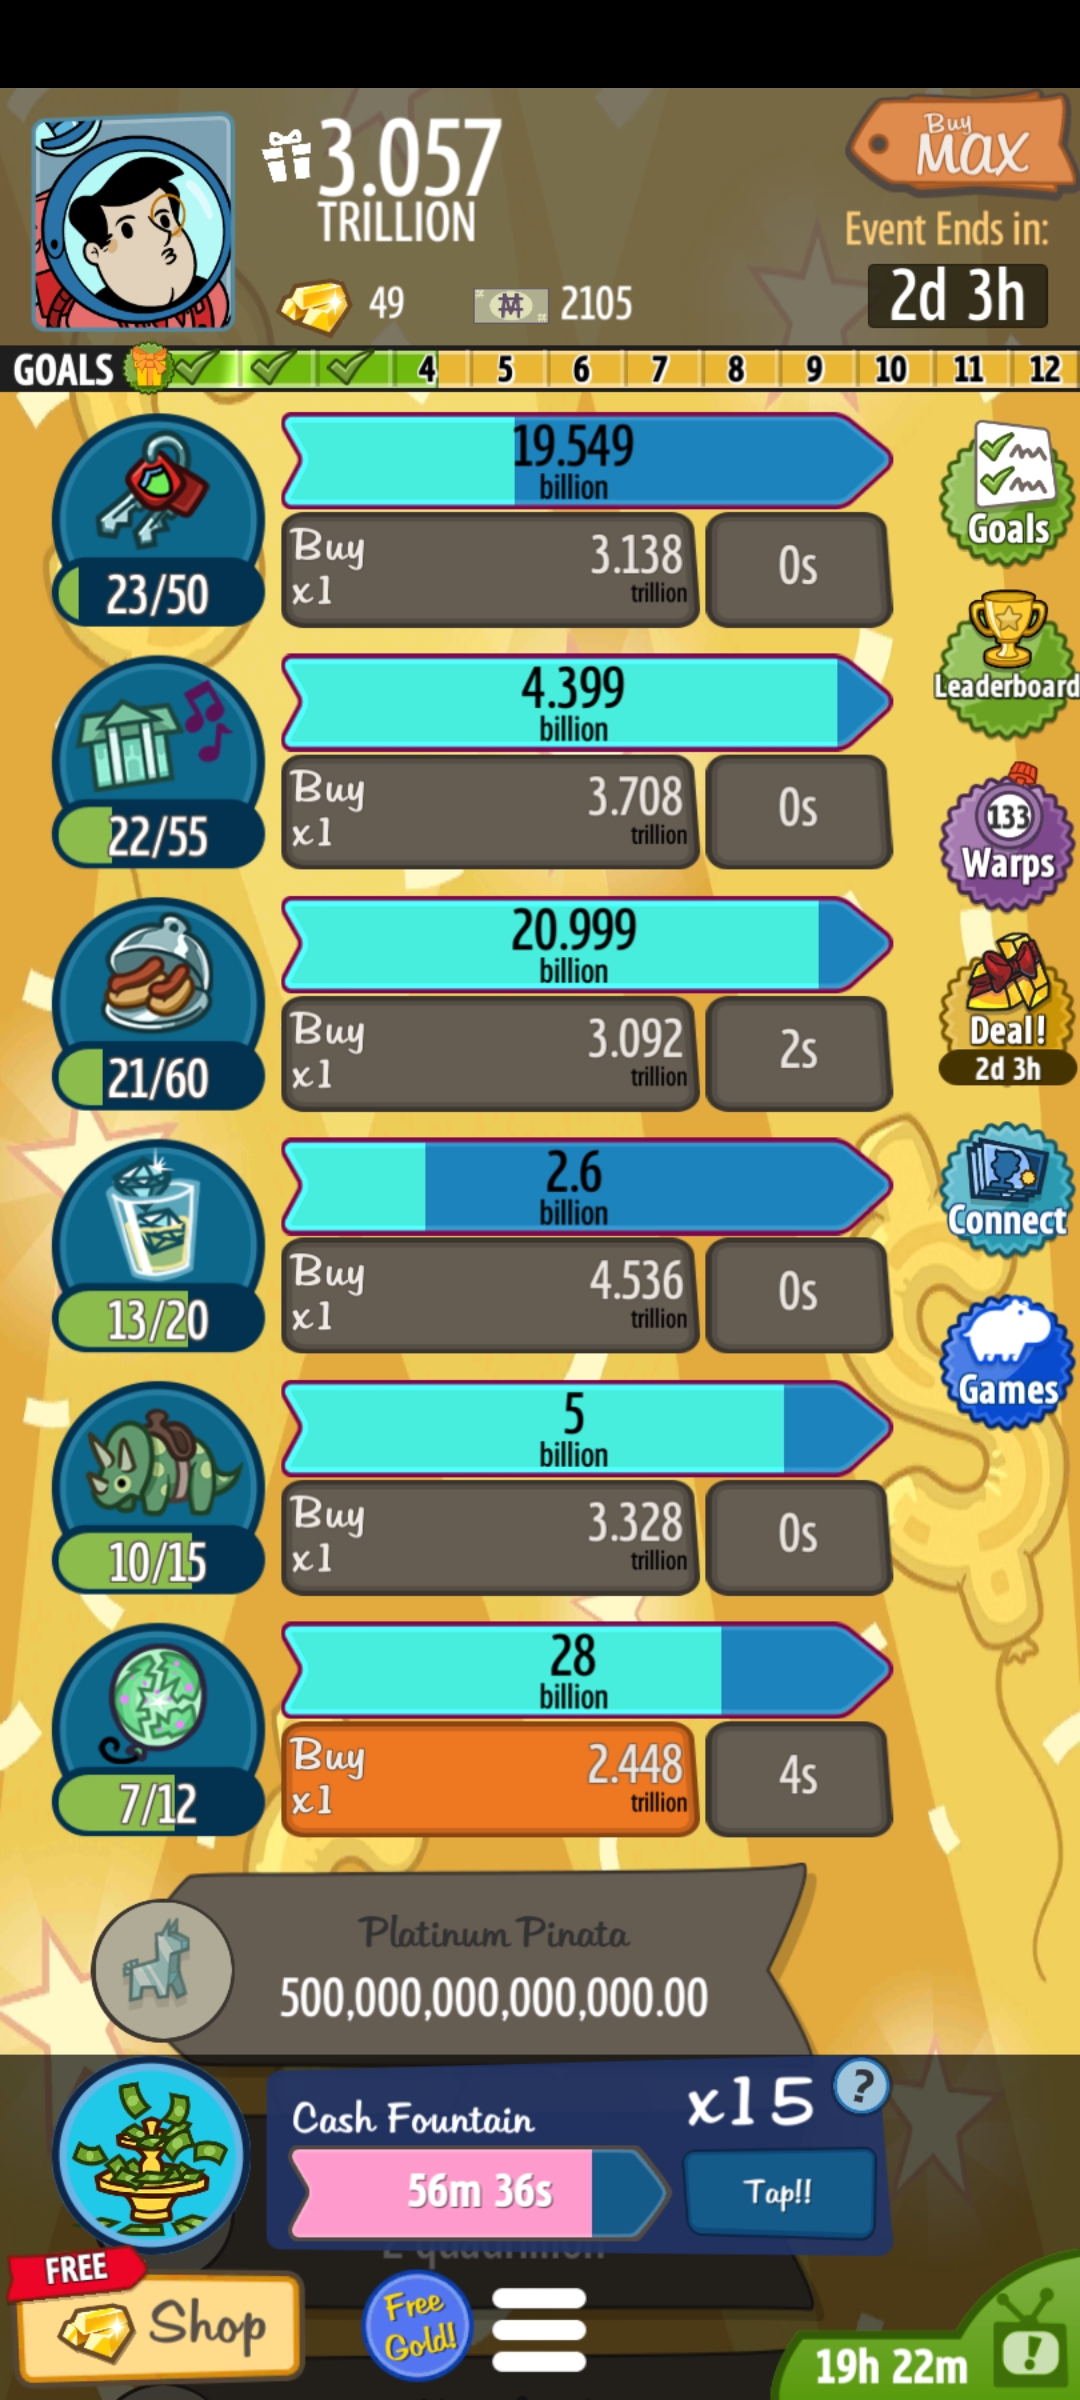 3.057
TRILLION
49
2105
Buy
MAX
Event Ends in:
2d 3h
GOALS 4 5 6 7 8 9 10 11 12
19.549
billion
Buy
x1
3.138
trillion
0s
23/50
Goals
4.399
billion
Buy
x1
3.708
trillion
0s
22/55
Leaderboard
133
Warps
20.999
billion
Buy
x1
3.092
trillion
2s
21/60
Deal!
2d 3h
2.6
billion
Buy
x1
4.536
trillion
0s
13/20
Connect
5
billion
Buy
x1
3.328
trillion
0s
10/15
Games
28
billion
Buy
x1
2.448
trillion
4s
7/12
Platinum Pinata
500,000,000,000,000.00
Cash Fountain
x15
?
56m 36s
Tap!!
2 quadrillion
FREE
Shop
Free
Gold!
19h 22m
!